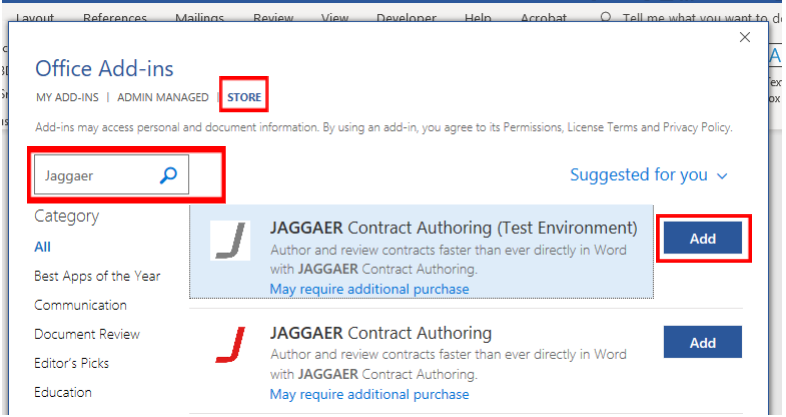 Layout References Mailings Review View Developer Help Acrobat Tell me what you want to d
Office Add-ins
MY ADD-INS | ADMIN MANAGED | STORE
Add-ins may access personal and document information. By using an add-in, you agree to its Permissions, License Terms and Privacy Policy.
Jaggaer
Suggested for you
Category
All
Best Apps of the Year
Communication
Document Review
Editor's Picks
Education
JAGGAER Contract Authoring (Test Environment)
Author and review contracts faster than ever directly in Word
with JAGGAER Contract Authoring.
May require additional purchase
Add
JAGGAER Contract Authoring
Author and review contracts faster than ever directly in Word
with JAGGAER Contract Authoring.
May require additional purchase
Add